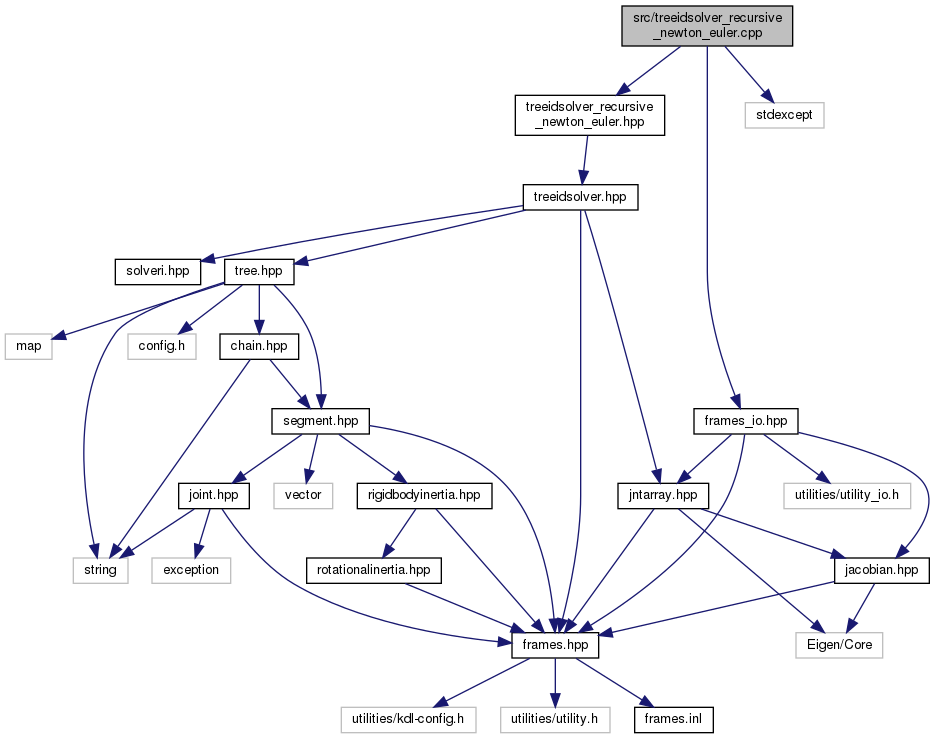 src/treeidsolver_recursive
_newton_euler.cpp
treeidsolver_recursive
_newton_euler.hpp
stdexcept
treeidsolver.hpp
solveri.hpp
tree.hpp
map
config.h
chain.hpp
segment.hpp
frames_io.hpp
joint.hpp
vector
rigidbodyinertia.hpp
jntarray.hpp
utilities/utility_io.h
string
exception
rotationalinertia.hpp
jacobian.hpp
frames.hpp
Eigen/Core
utilities/kdl-config.h
utilities/utility.h
frames.inl